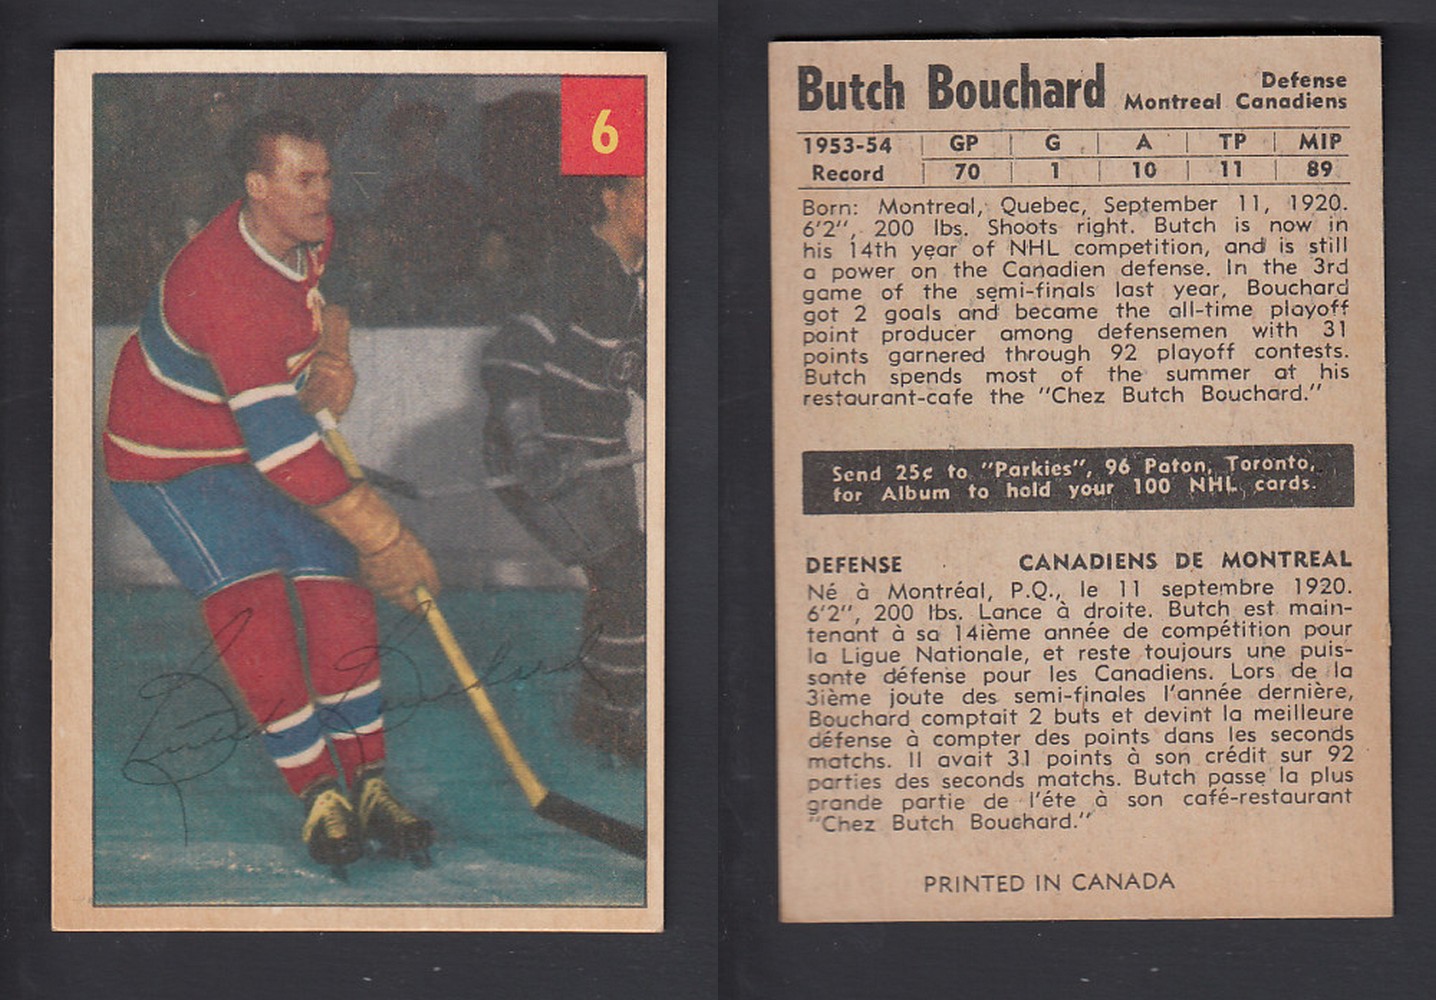 6
Butch Bouchard
Butch Bouchard
Defense
Montreal Canadiens
1953-54 GP G A TP MIP
Record 70 1 10 11 89
Born: Montreal, Quebec, September 11, 1920.
6'2", 200 lbs. Shoots right. Butch is now in
his 14th year of NHL competition, and is still
a power on the Canadien defense. In the 3rd
game of the semi-finals last year, Bouchard
got 2 goals and became the all-time playoff
point producer among defensemen with 31
points garnered through 92 playoff contests.
Butch spends most of the summer at his
restaurant-cafe the "Chez Butch Bouchard."
Send 25¢ to "Parkies", 96 Paton, Toronto,
for Album to hold your 100 NHL cards.
DEFENSE CANADIENS DE MONTREAL
Né à Montréal, P.Q., le 11 septembre 1920.
6'2", 200 lbs. Lance à droite. Butch est main-
tenant à sa 14ième année de compétition pour
la Ligue Nationale, et reste toujours une puis-
sante défense pour les Canadiens. Lors de la
3ième joute des semi-finales l'année dernière,
Bouchard comptait 2 buts et devint la meilleure
défense à compter des points dans les seconds
matchs. Il avait 31 points à son crédit sur 92
parties des seconds matchs. Butch passe la plus
grande partie de l'éte à son café-restaurant
"Chez Butch Bouchard."
PRINTED IN CANADA